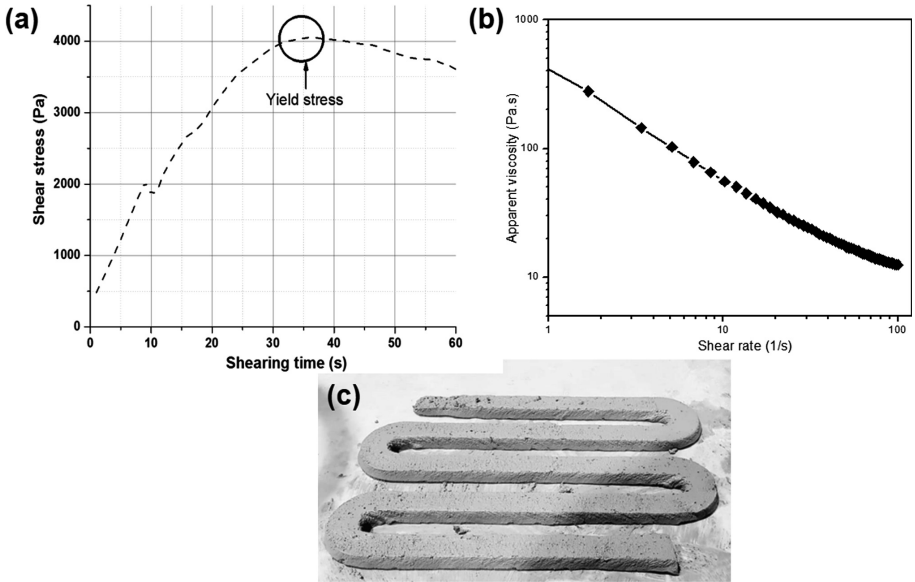 (a)
4000
3000
2000
1000
0
Shear stress (Pa)
Yield stress
0 10 20 30 40 50 60
Shearing time (s)
(b)
1000
100
10
Apparent viscosity (Pa.s)
1 10 100
Shear rate (1/s)
(c)